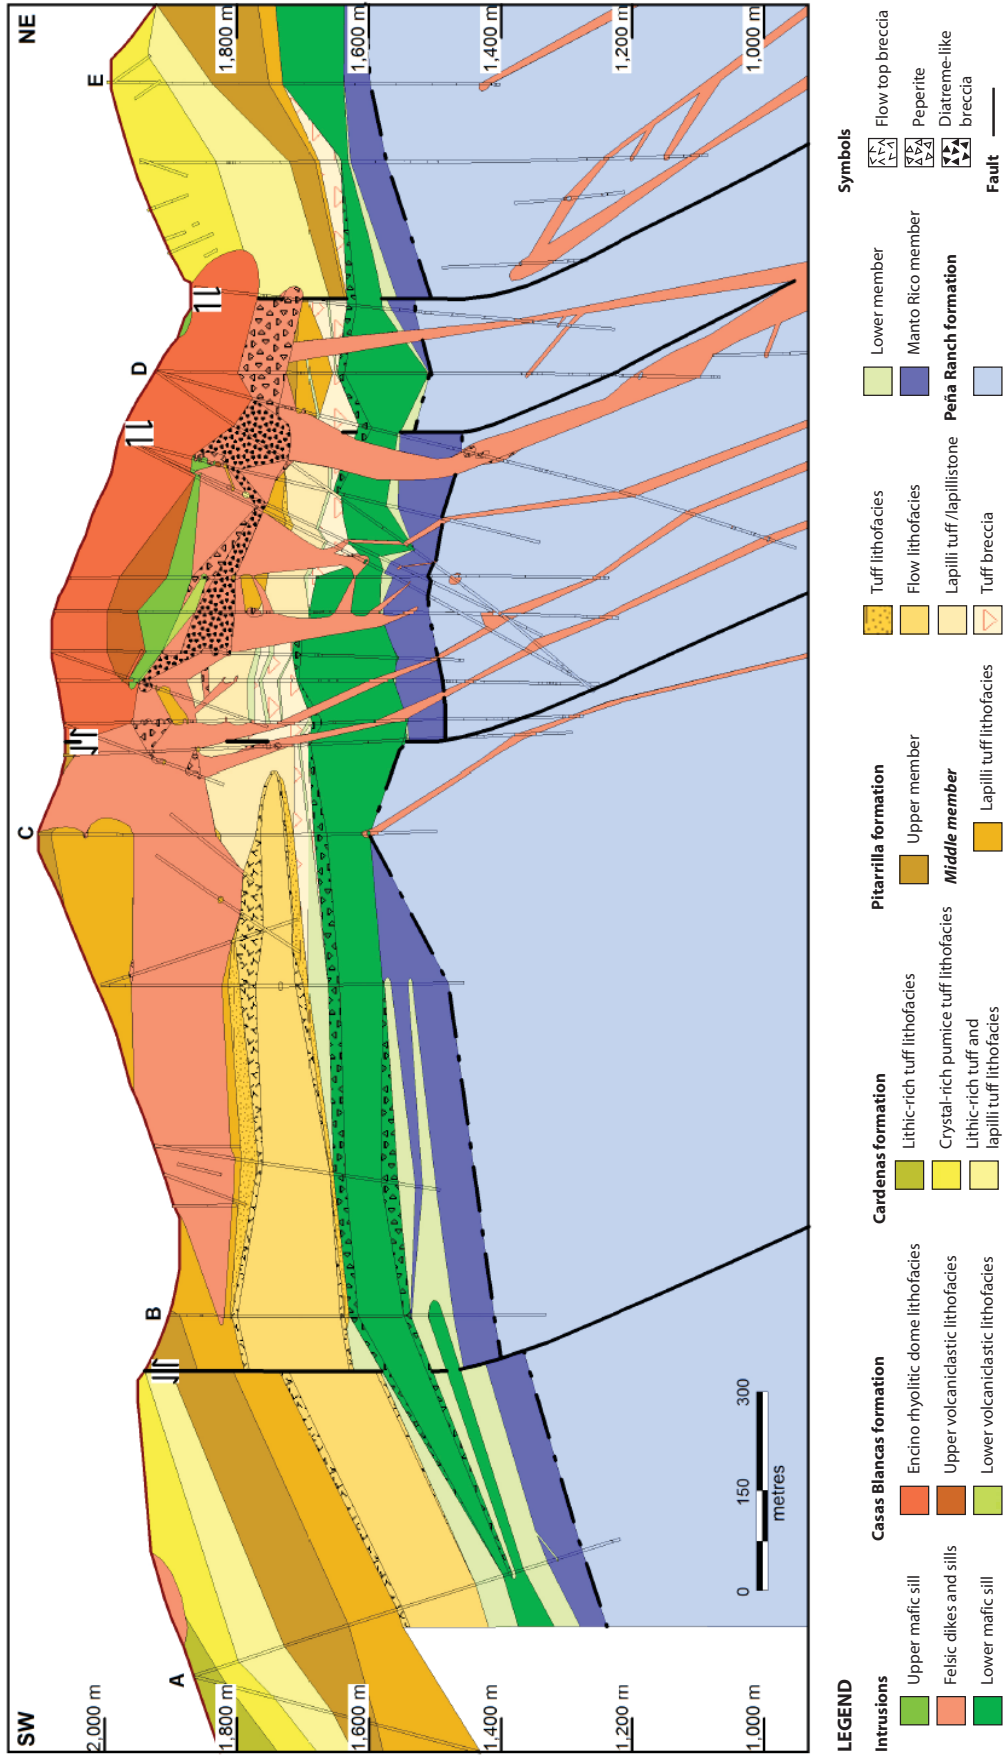 SW
NE
A
B
C
D
E
2,000 m
1,800 m
1,600 m
1,400 m
1,200 m
1,000 m
1,800 m
1,600 m
1,400 m
1,200 m
1,000 m
0 150 300
metres
LEGEND
Intrusions
Upper mafic sill
Felsic dikes and sills
Lower mafic sill
Casas Blancas formation
Encino rhyolitic dome lithofacies
Upper volcaniclastic lithofacies
Lower volcaniclastic lithofacies
Cardenas formation
Lithic-rich tuff lithofacies
Crystal-rich pumice tuff lithofacies
Lithic-rich tuff and
lapilli tuff lithofacies
Pitarrilla formation
Upper member
Middle member
Lapilli tuff lithofacies
Tuff lithofacies
Flow lithofacies
Lapilli tuff /lapillistone
Tuff breccia
Lower member
Manto Rico member
Peña Ranch formation
Symbols
Flow top breccia
Peperite
Diatreme-like
breccia
Fault